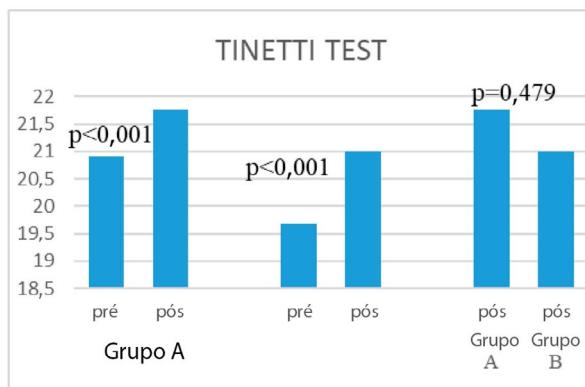 TINETTI TEST
22
21,5
21
20,5
20
19,5
19
18,5
p<0,001
p<0,001
p=0,479
pré pós pré pós pós pós
Grupo A
Grupo Grupo
A B